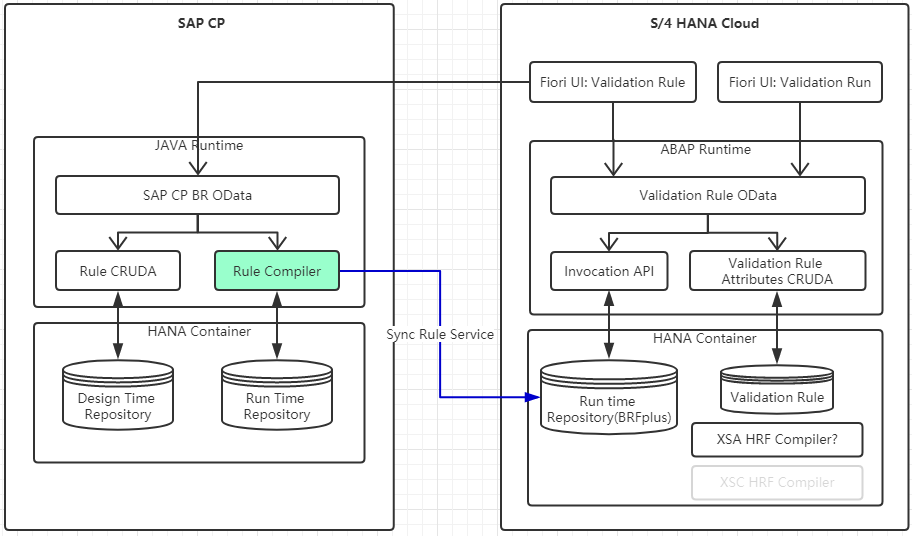 SAP CP
JAVA Runtime
SAP CP BR OData
Rule CRUDA
Rule Compiler
HANA Container
Design Time
Repository
Run Time
Repository
Sync Rule Service
S/4 HANA Cloud
Fiori UI: Validation Rule
Fiori UI: Validation Run
ABAP Runtime
Validation Rule OData
Invocation API
Validation Rule
Attributes CRUDA
HANA Container
Run time
Repository(BRFplus)
Validation Rule
XSA HRF Compiler?
XSC HRF Compiler